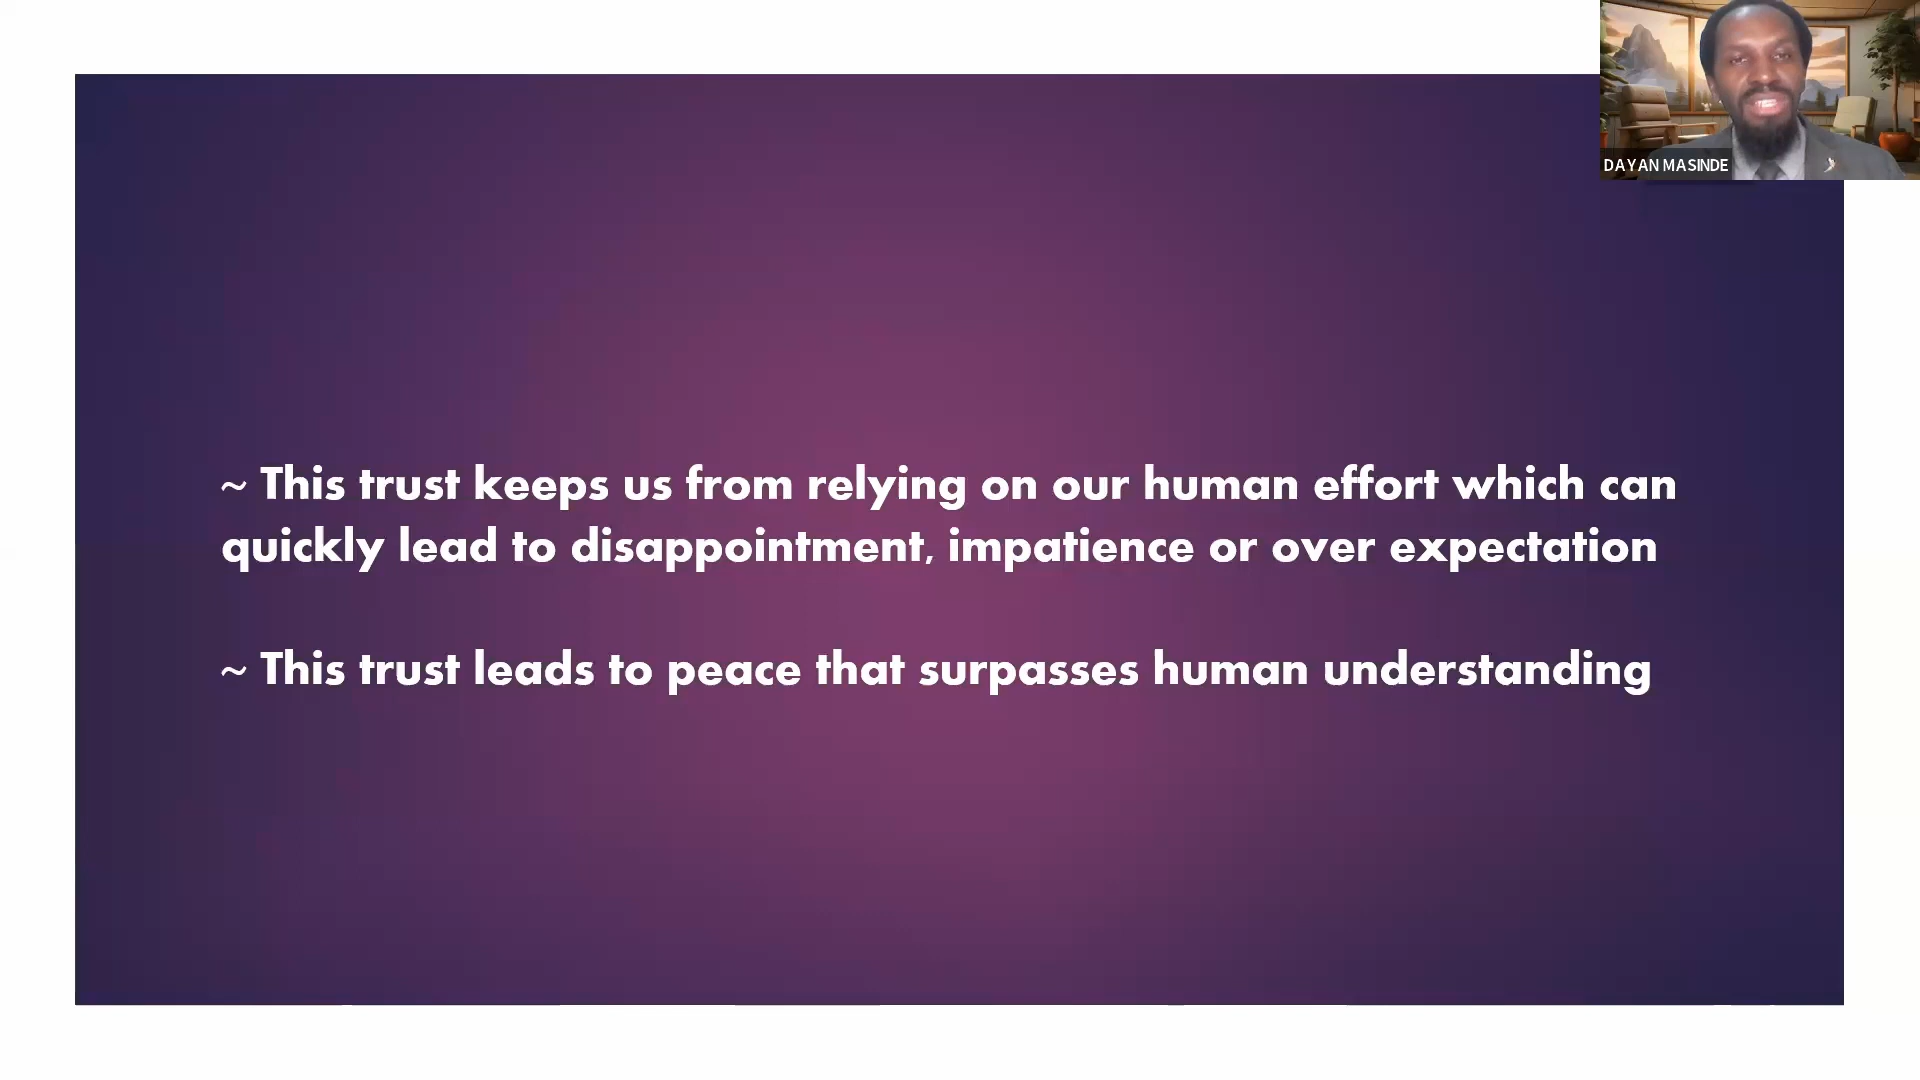 DAYAN MASINDE
~ This trust keeps us from relying on our human effort which can
quickly lead to disappointment, impatience or over expectation
~ This trust leads to peace that surpasses human understanding